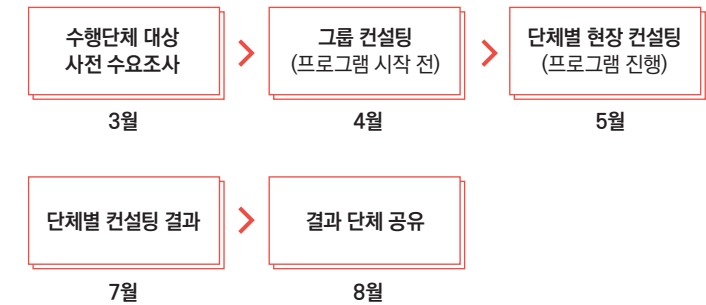 수행단체 대상
사전 수요조사
그룹 컨설팅
(프로그램 시작 전)
단체별 현장 컨설팅
(프로그램 진행)
3월
4월
5월
단체별 컨설팅 결과
결과 단체 공유
7월
8월